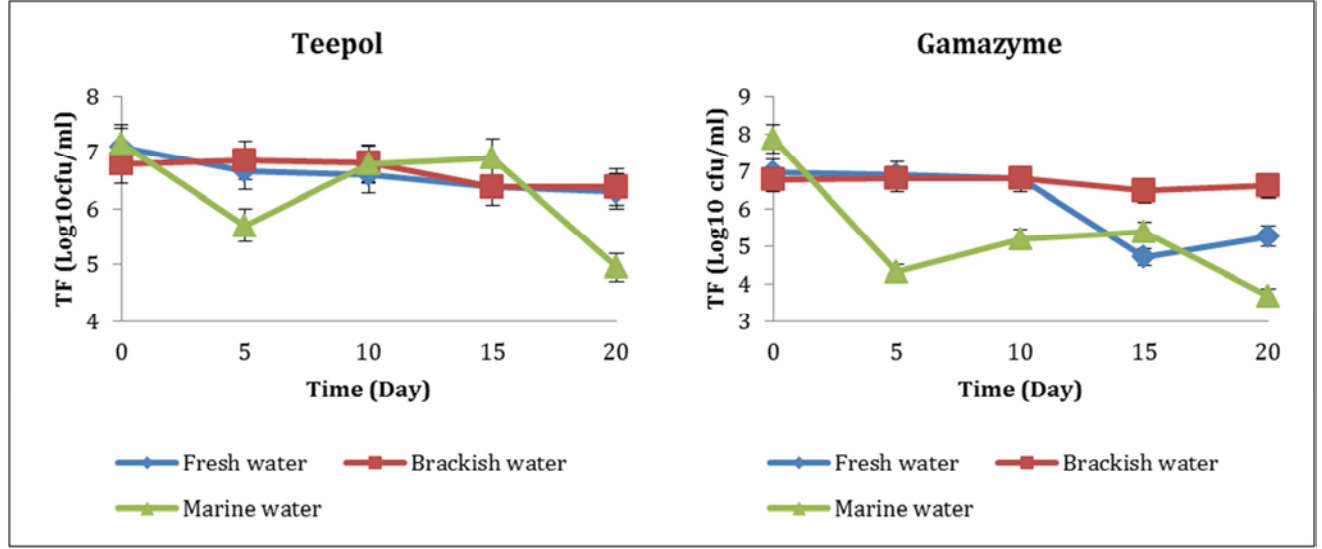 Teepol
TF (Log10cfu/ml)
8
7
6
5
4
0 5 10 15 20
Time (Day)
Fresh water Brackish water
Marine water
Gamazyme
TF (Log10 cfu/ml)
9
8
7
6
5
4
3
0 5 10 15 20
Time (Day)
Fresh water Brackish water
Marine water